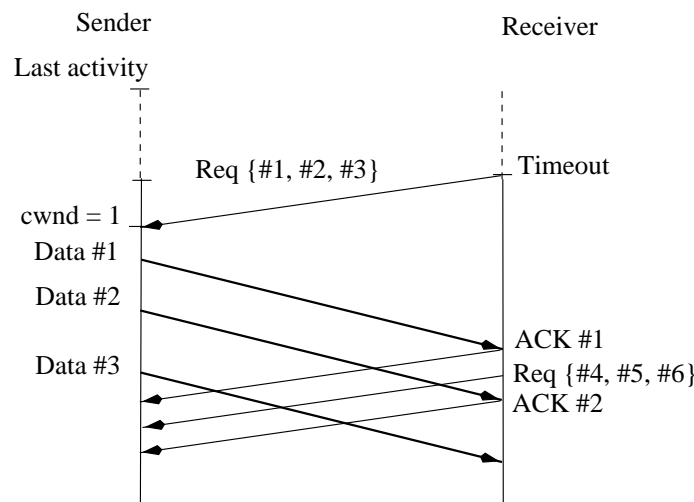 Sender
Receiver
Last activity
Req {#1, #2, #3}
Timeout
cwnd = 1
Data #1
Data #2
ACK #1
Data #3
Req {#4, #5, #6}
ACK #2